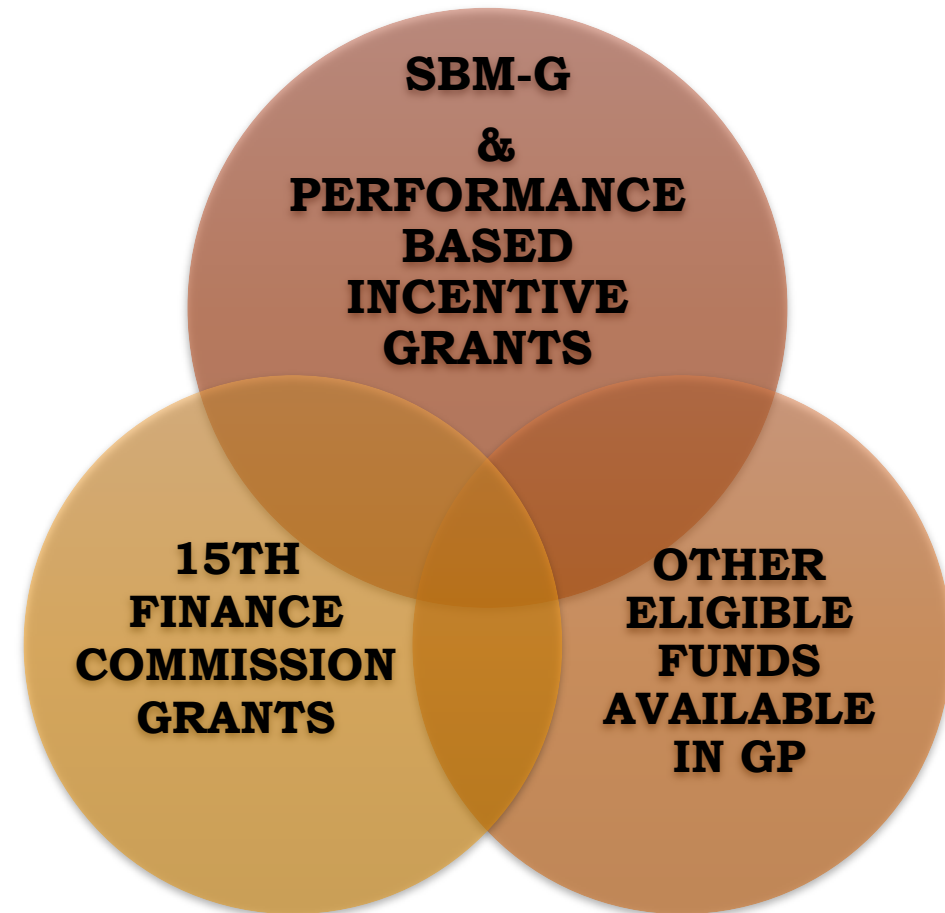 SBM-G
&
PERFORMANCE
BASED
INCENTIVE
GRANTS
15TH
FINANCE
COMMISSION
GRANTS
OTHER
ELIGIBLE
FUNDS
AVAILABLE
IN GP